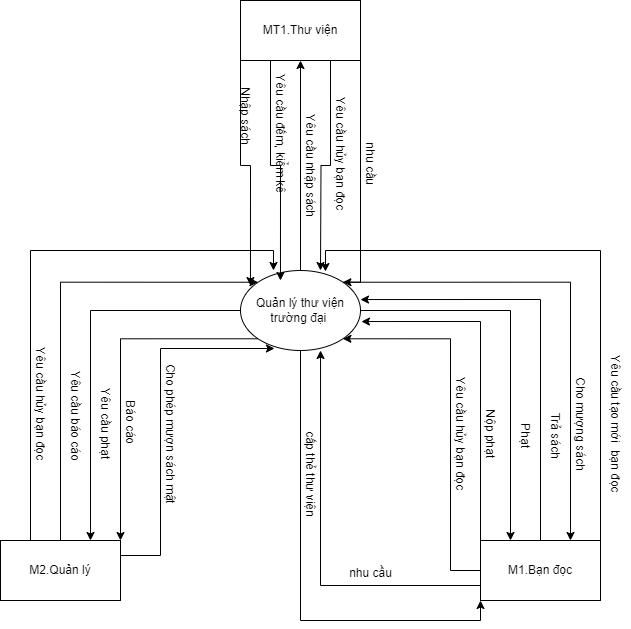 MT1.Thư viện
Nhập sách
Yêu cầu đếm, kiểm kê
Yêu cầu nhập sách
Yêu cầu hủy bạn đọc
nhu cầu
Quản lý thư viện
trường đại
Yêu cầu hủy bạn đọc
Yêu cầu báo cáo
Yêu cầu phạt
Báo cáo
Cho phép mượn sách mật
cấp thẻ thư viện
Yêu cầu hủy bạn đọc
Nộp phạt
Phạt
Trả sách
Cho mượng sách
Yêu cầu tạo mới bạn đọc
M2.Quản lý
nhu cầu
M1.Bạn đọc